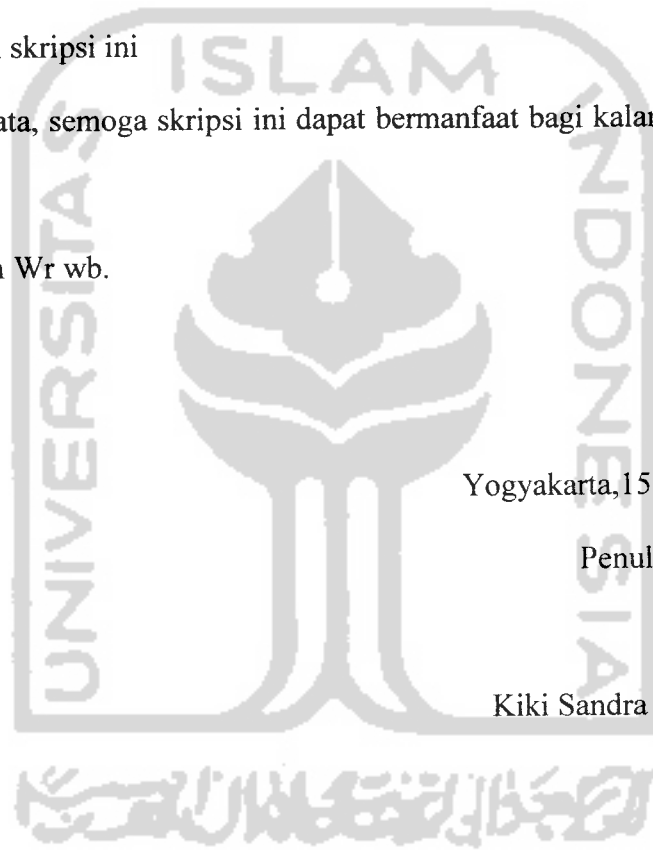 skripsi ini
ata, semoga skripsi ini dapat bermanfaat bagi kalan
Wr wb.
Yogyakarta,15
Penul
Kiki Sandra
ISLAM
UNIVERSITAS
INDONESIA